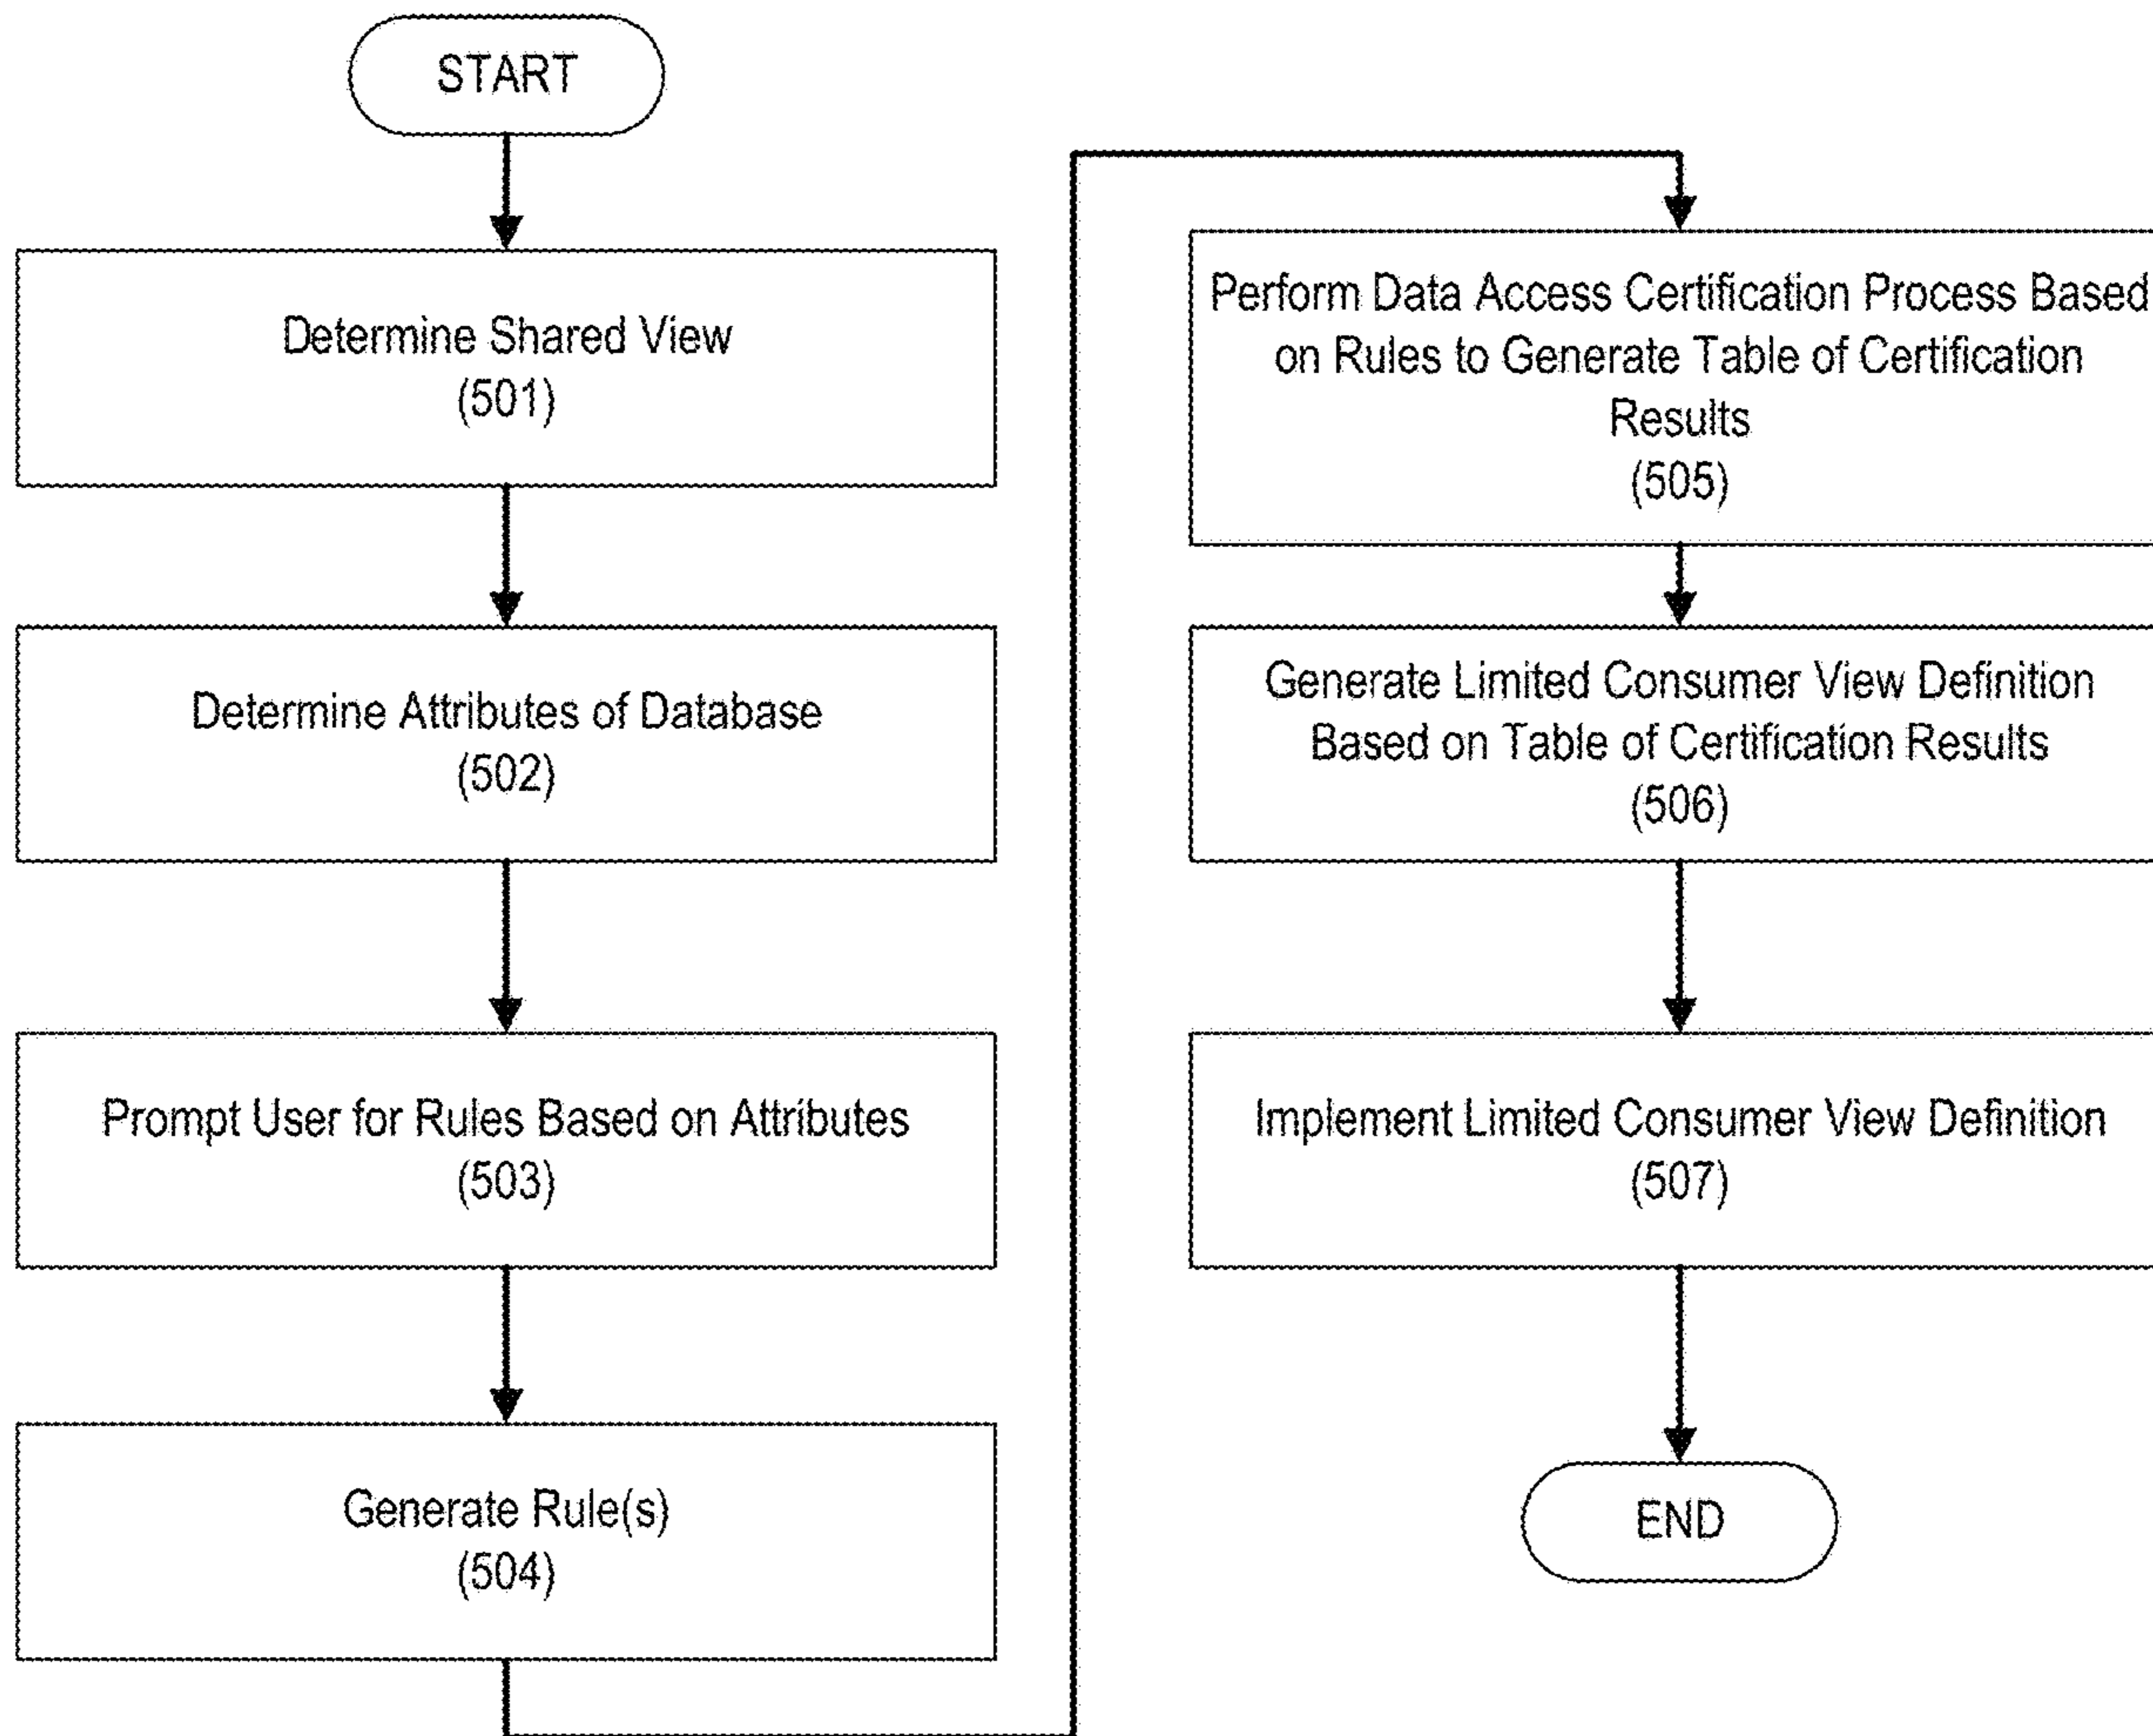 START
Determine Shared View
(501)
Determine Attributes of Database
(502)
Prompt User for Rules Based on Attributes
(503)
Generate Rule(s)
(504)
Perform Data Access Certification Process Based
on Rules to Generate Table of Certification
Results
(505)
Generate Limited Consumer View Definition
Based on Table of Certification Results
(506)
Implement Limited Consumer View Definition
(507)
END